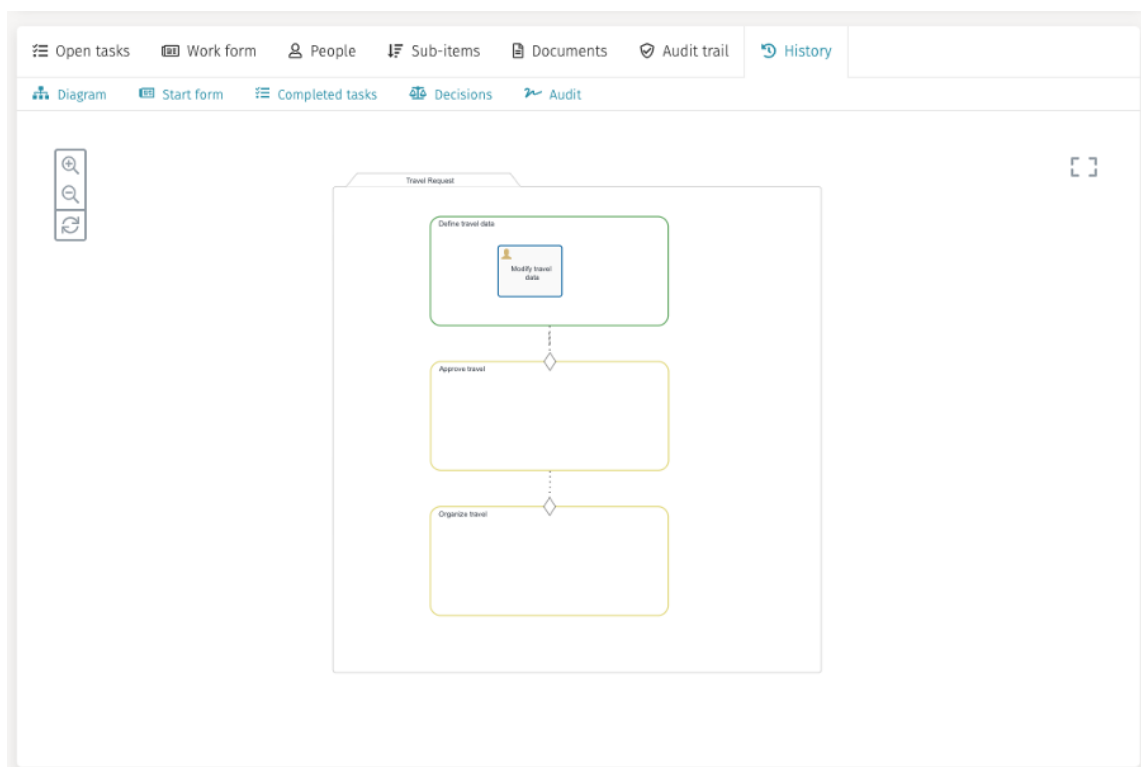 Open tasks Work form People Sub-items Documents Audit trail History
Diagram Start form Completed tasks Decisions Audit
Travel Request
Define travel data
Modify travel
data
Approve travel
Organize travel